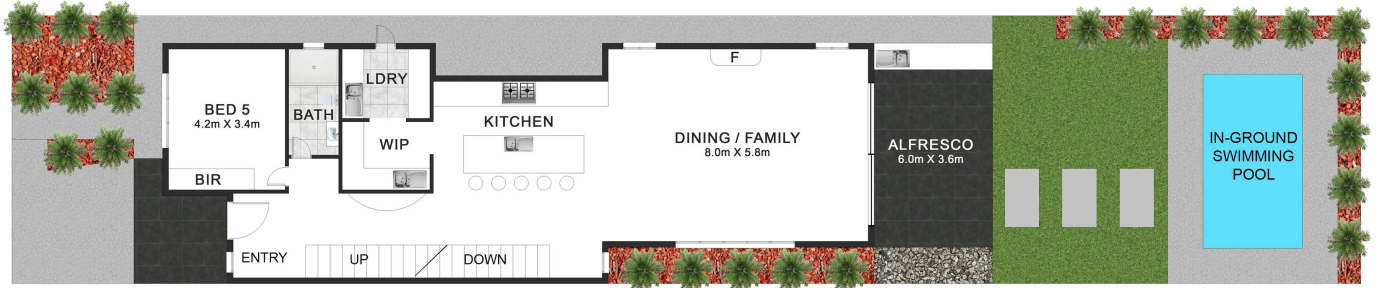 BED 5
4.2m X 3.4m
BIR
BATH
LDRY
WIP
KITCHEN
ENTRY
UP
DOWN
F
DINING / FAMILY
8.0m X 5.8m
ALFRESCO
6.0m X 3.6m
IN-GROUND
SWIMMING
POOL